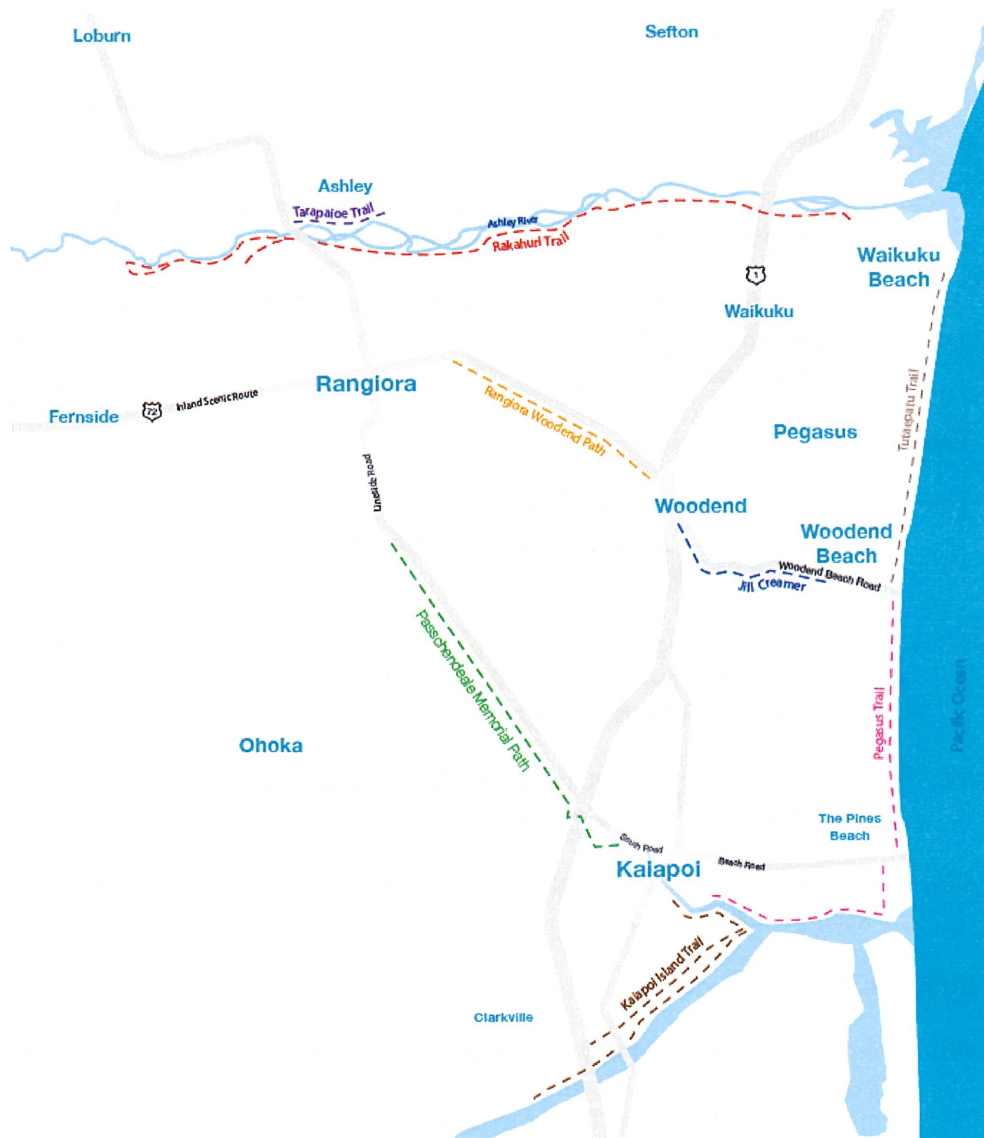 Loburn
Sefton
Ashley
Tarapaioe Trail
Ashley River
Rakahuri Trail
Waikuku
Beach
1
Waikuku
Rangiora
72
Inland Scenic Route
Fernside
Rangiora Woodend Path
Pegasus
Tutaepatu Trail
Lineside Road
Woodend
Woodend
Beach
Woodend Beach Road
Jill Creamer
Passchendeale Memorial Path
Pegasus Trail
Pacific Ocean
Ohoka
The Pines
Beach
South Road
Beach Road
Kaiapoi
Kaiapoi Island Trail
Clarkville